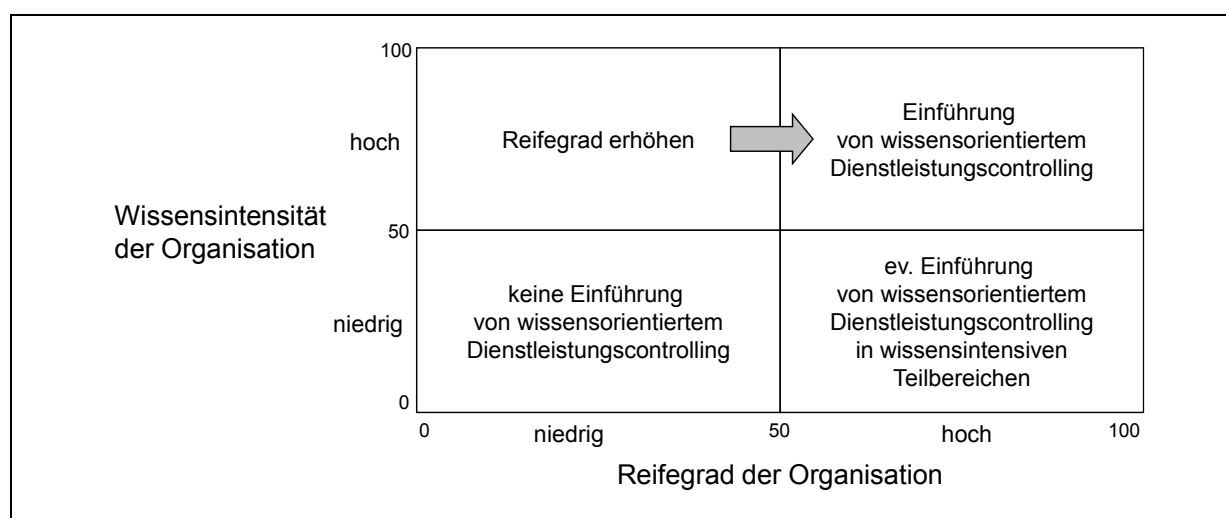 100
hoch
Reifegrad erhöhen
Einführung
von wissensorientiertem
Dienstleistungscontrolling
Wissensintensität
der Organisation
50
niedrig
keine Einführung
von wissensorientiertem
Dienstleistungscontrolling
ev. Einführung
von wissensorientiertem
Dienstleistungscontrolling
in wissensintensiven
Teilbereichen
0
0
niedrig
50
hoch
100
Reifegrad der Organisation